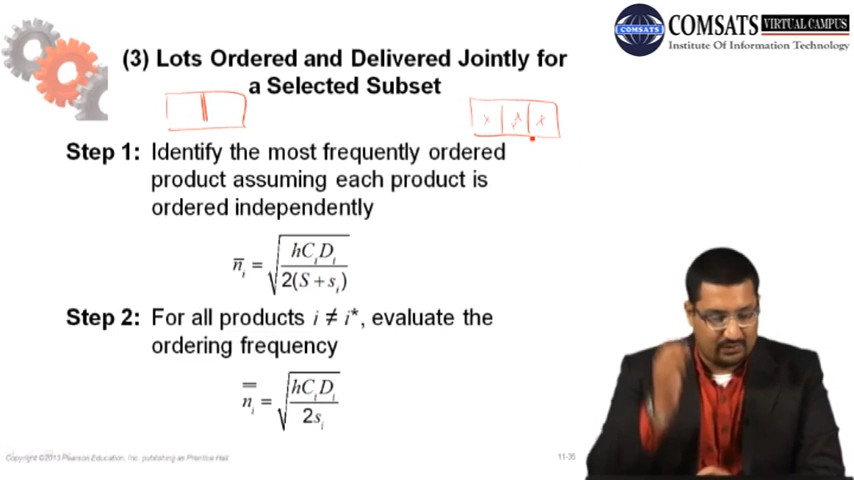 COMSATS VIRTUAL CAMPUS
Institute Of Information Technology
(3) Lots Ordered and Delivered Jointly for
a Selected Subset
Step 1: Identify the most frequently ordered
product assuming each product is
ordered independently
n̄ᵢ = √(hCᵢDᵢ / 2(S + sᵢ))
Step 2: For all products i ≠ i*, evaluate the
ordering frequency
n̿ᵢ = √(hCᵢDᵢ / 2sᵢ)
Copyright ©2013 Pearson Education, Inc. publishing as Prentice Hall.
11-35